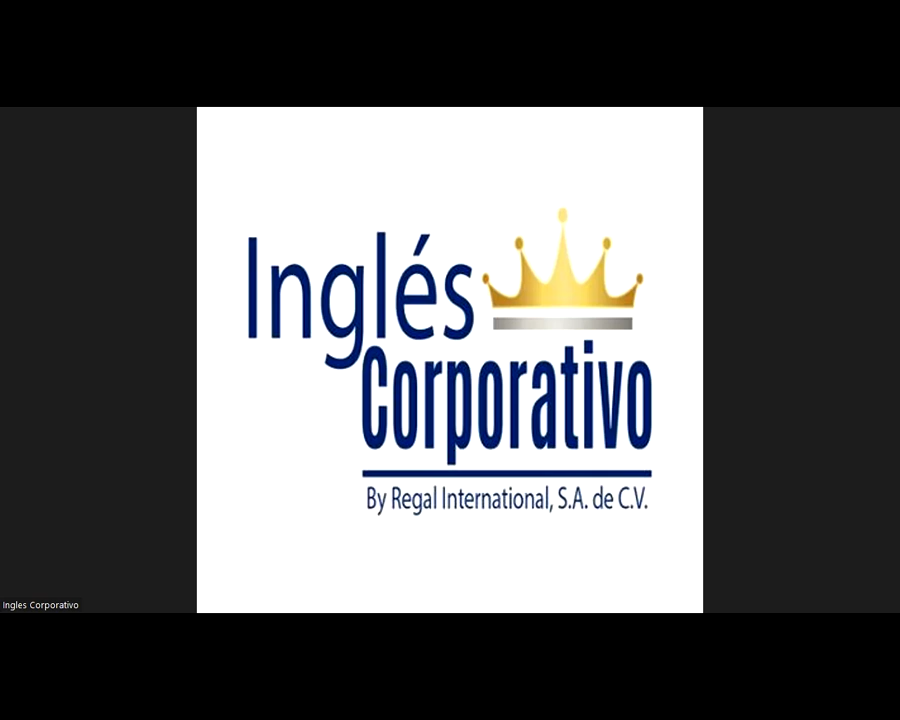 Inglés
Corporativo
By Regal International, S.A. de C.V.
Ingles Corporativo